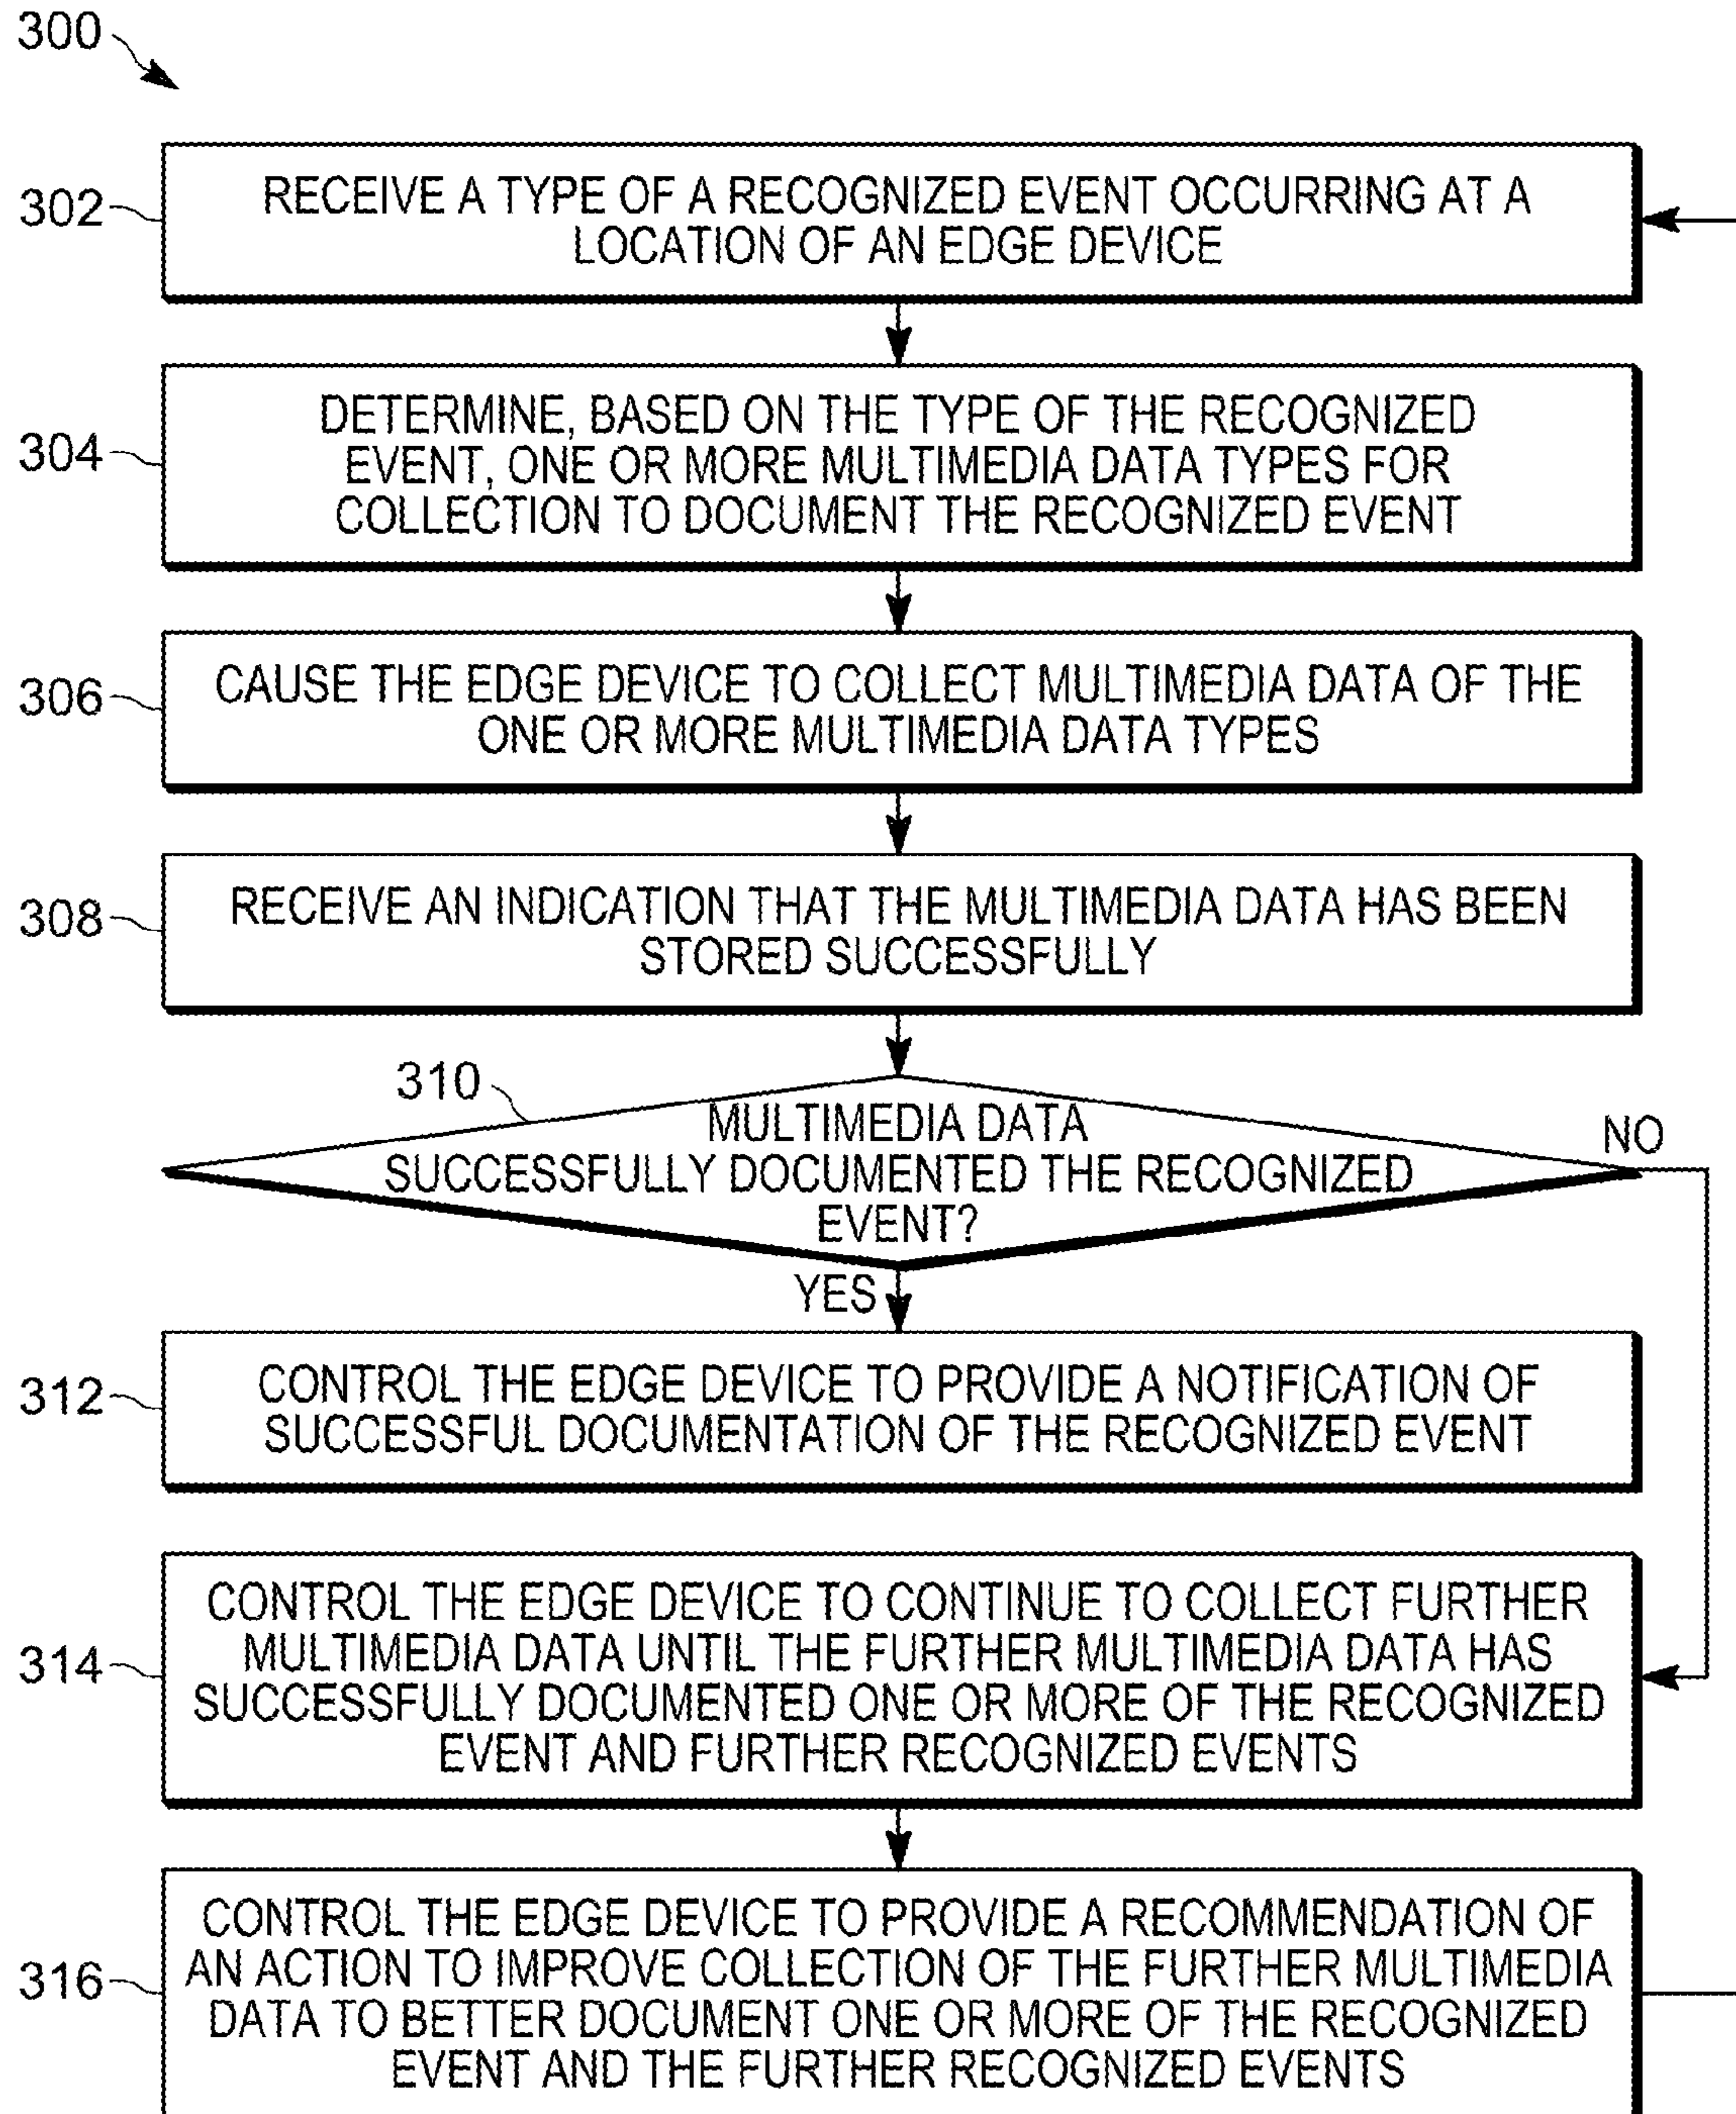 300
302
RECEIVE A TYPE OF A RECOGNIZED EVENT OCCURRING AT A
LOCATION OF AN EDGE DEVICE
304
DETERMINE, BASED ON THE TYPE OF THE RECOGNIZED
EVENT, ONE OR MORE MULTIMEDIA DATA TYPES FOR
COLLECTION TO DOCUMENT THE RECOGNIZED EVENT
306
CAUSE THE EDGE DEVICE TO COLLECT MULTIMEDIA DATA OF THE
ONE OR MORE MULTIMEDIA DATA TYPES
308
RECEIVE AN INDICATION THAT THE MULTIMEDIA DATA HAS BEEN
STORED SUCCESSFULLY
310
MULTIMEDIA DATA
SUCCESSFULLY DOCUMENTED THE RECOGNIZED
EVENT?
NO
YES
312
CONTROL THE EDGE DEVICE TO PROVIDE A NOTIFICATION OF
SUCCESSFUL DOCUMENTATION OF THE RECOGNIZED EVENT
314
CONTROL THE EDGE DEVICE TO CONTINUE TO COLLECT FURTHER
MULTIMEDIA DATA UNTIL THE FURTHER MULTIMEDIA DATA HAS
SUCCESSFULLY DOCUMENTED ONE OR MORE OF THE RECOGNIZED
EVENT AND FURTHER RECOGNIZED EVENTS
316
CONTROL THE EDGE DEVICE TO PROVIDE A RECOMMENDATION OF
AN ACTION TO IMPROVE COLLECTION OF THE FURTHER MULTIMEDIA
DATA TO BETTER DOCUMENT ONE OR MORE OF THE RECOGNIZED
EVENT AND THE FURTHER RECOGNIZED EVENTS